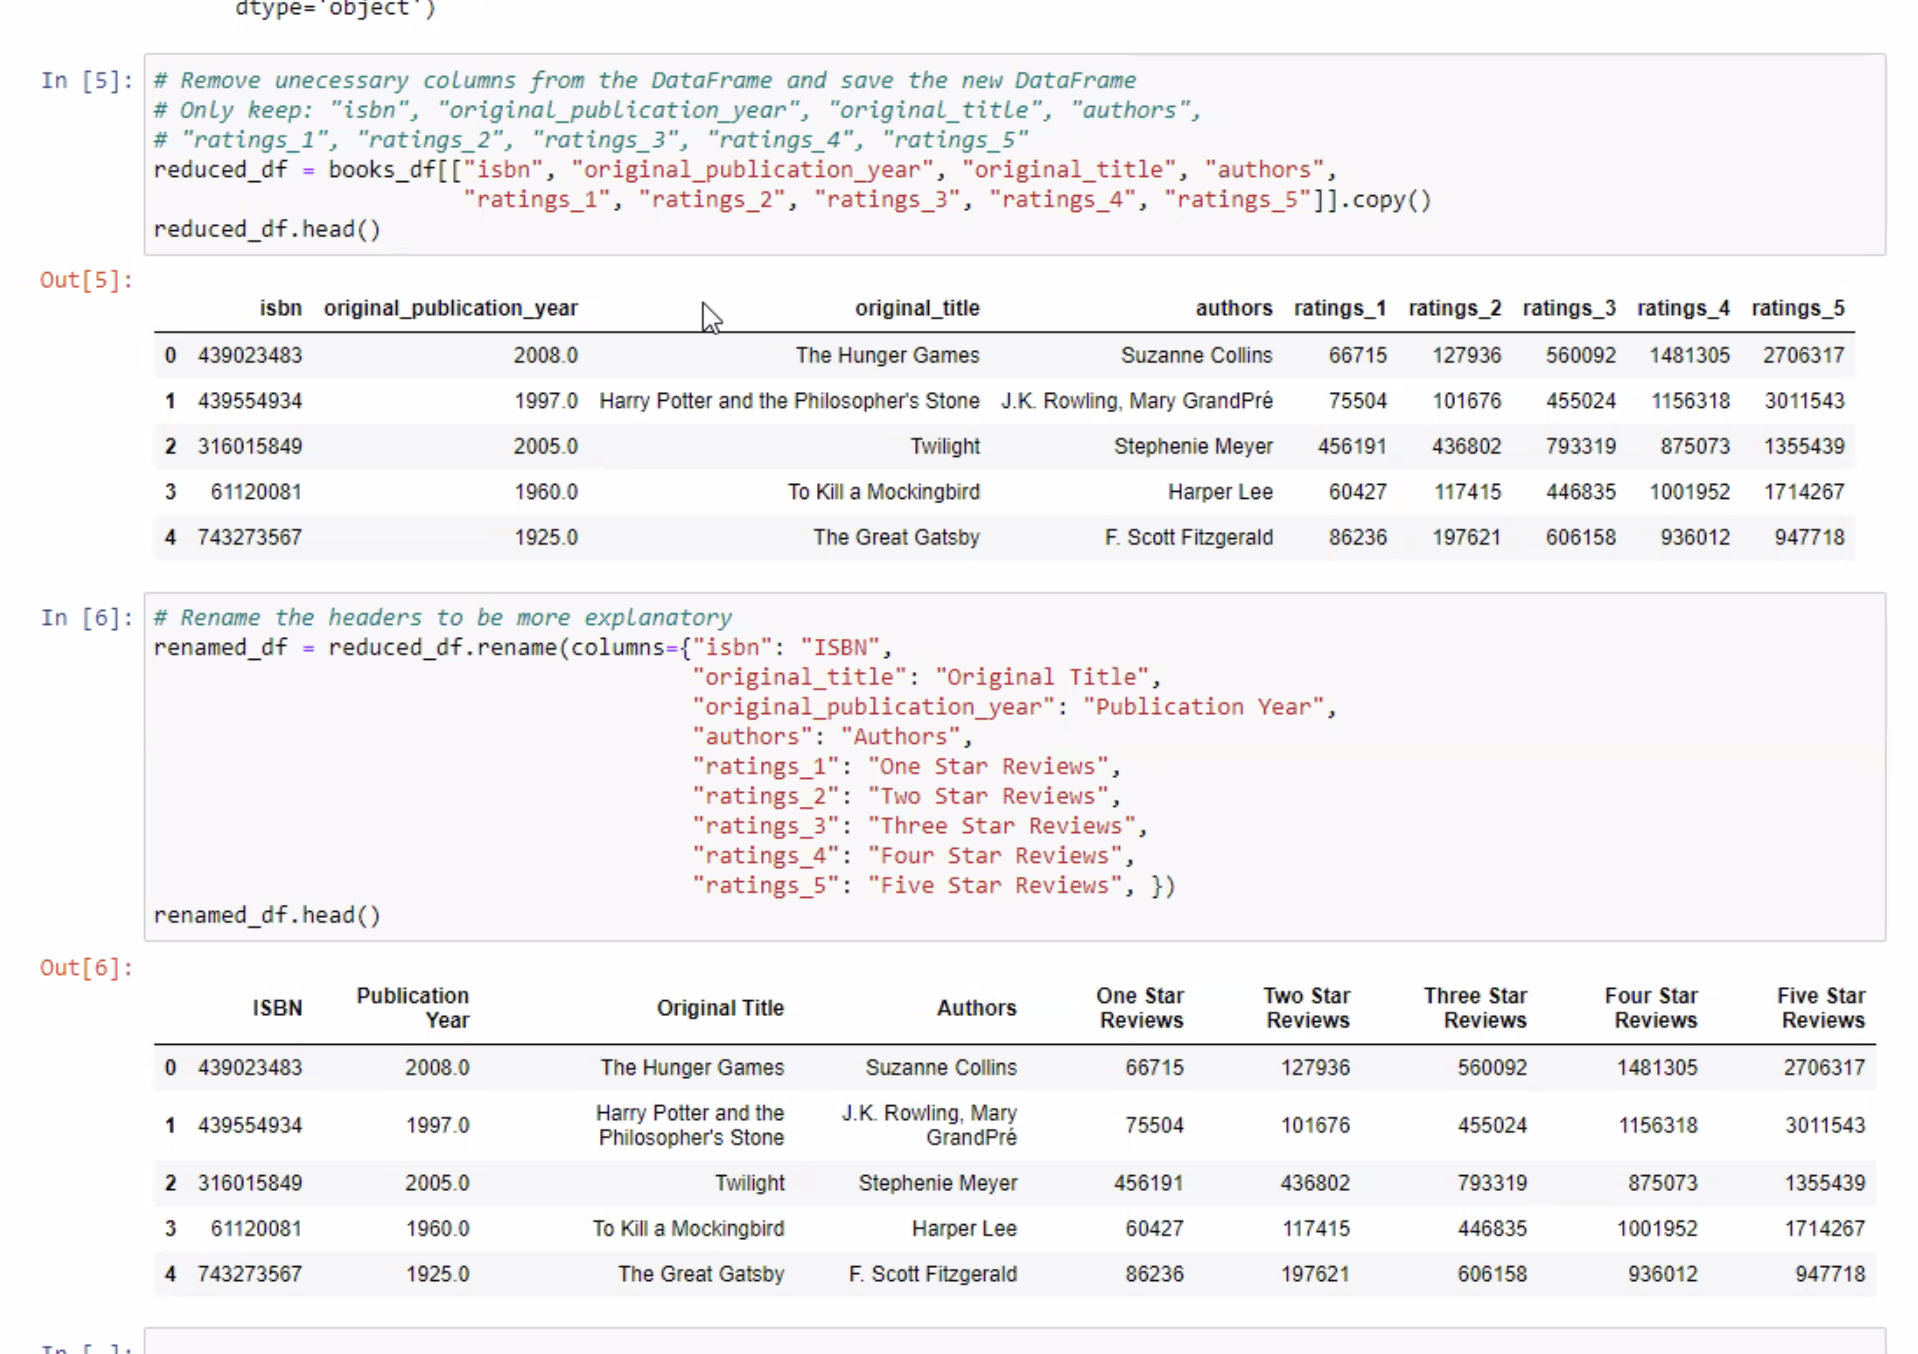 dtype='object')
In [5]:
# Remove unecessary columns from the DataFrame and save the new DataFrame
# Only keep: "isbn", "original_publication_year", "original_title", "authors",
# "ratings_1", "ratings_2", "ratings_3", "ratings_4", "ratings_5"
reduced_df = books_df[["isbn", "original_publication_year", "original_title", "authors",
"ratings_1", "ratings_2", "ratings_3", "ratings_4", "ratings_5"]].copy()
reduced_df.head()
Out[5]:
isbn original_publication_year original_title authors ratings_1 ratings_2 ratings_3 ratings_4 ratings_5
0 439023483 2008.0 The Hunger Games Suzanne Collins 66715 127936 560092 1481305 2706317
1 439554934 1997.0 Harry Potter and the Philosopher's Stone J.K. Rowling, Mary GrandPré 75504 101676 455024 1156318 3011543
2 316015849 2005.0 Twilight Stephenie Meyer 456191 436802 793319 875073 1355439
3 61120081 1960.0 To Kill a Mockingbird Harper Lee 60427 117415 446835 1001952 1714267
4 743273567 1925.0 The Great Gatsby F. Scott Fitzgerald 86236 197621 606158 936012 947718
In [6]:
# Rename the headers to be more explanatory
renamed_df = reduced_df.rename(columns={"isbn": "ISBN",
"original_title": "Original Title",
"original_publication_year": "Publication Year",
"authors": "Authors",
"ratings_1": "One Star Reviews",
"ratings_2": "Two Star Reviews",
"ratings_3": "Three Star Reviews",
"ratings_4": "Four Star Reviews",
"ratings_5": "Five Star Reviews", })
renamed_df.head()
Out[6]:
ISBN Publication Year Original Title Authors One Star Reviews Two Star Reviews Three Star Reviews Four Star Reviews Five Star Reviews
0 439023483 2008.0 The Hunger Games Suzanne Collins 66715 127936 560092 1481305 2706317
1 439554934 1997.0 Harry Potter and the Philosopher's Stone J.K. Rowling, Mary GrandPré 75504 101676 455024 1156318 3011543
2 316015849 2005.0 Twilight Stephenie Meyer 456191 436802 793319 875073 1355439
3 61120081 1960.0 To Kill a Mockingbird Harper Lee 60427 117415 446835 1001952 1714267
4 743273567 1925.0 The Great Gatsby F. Scott Fitzgerald 86236 197621 606158 936012 947718
In [ ]: